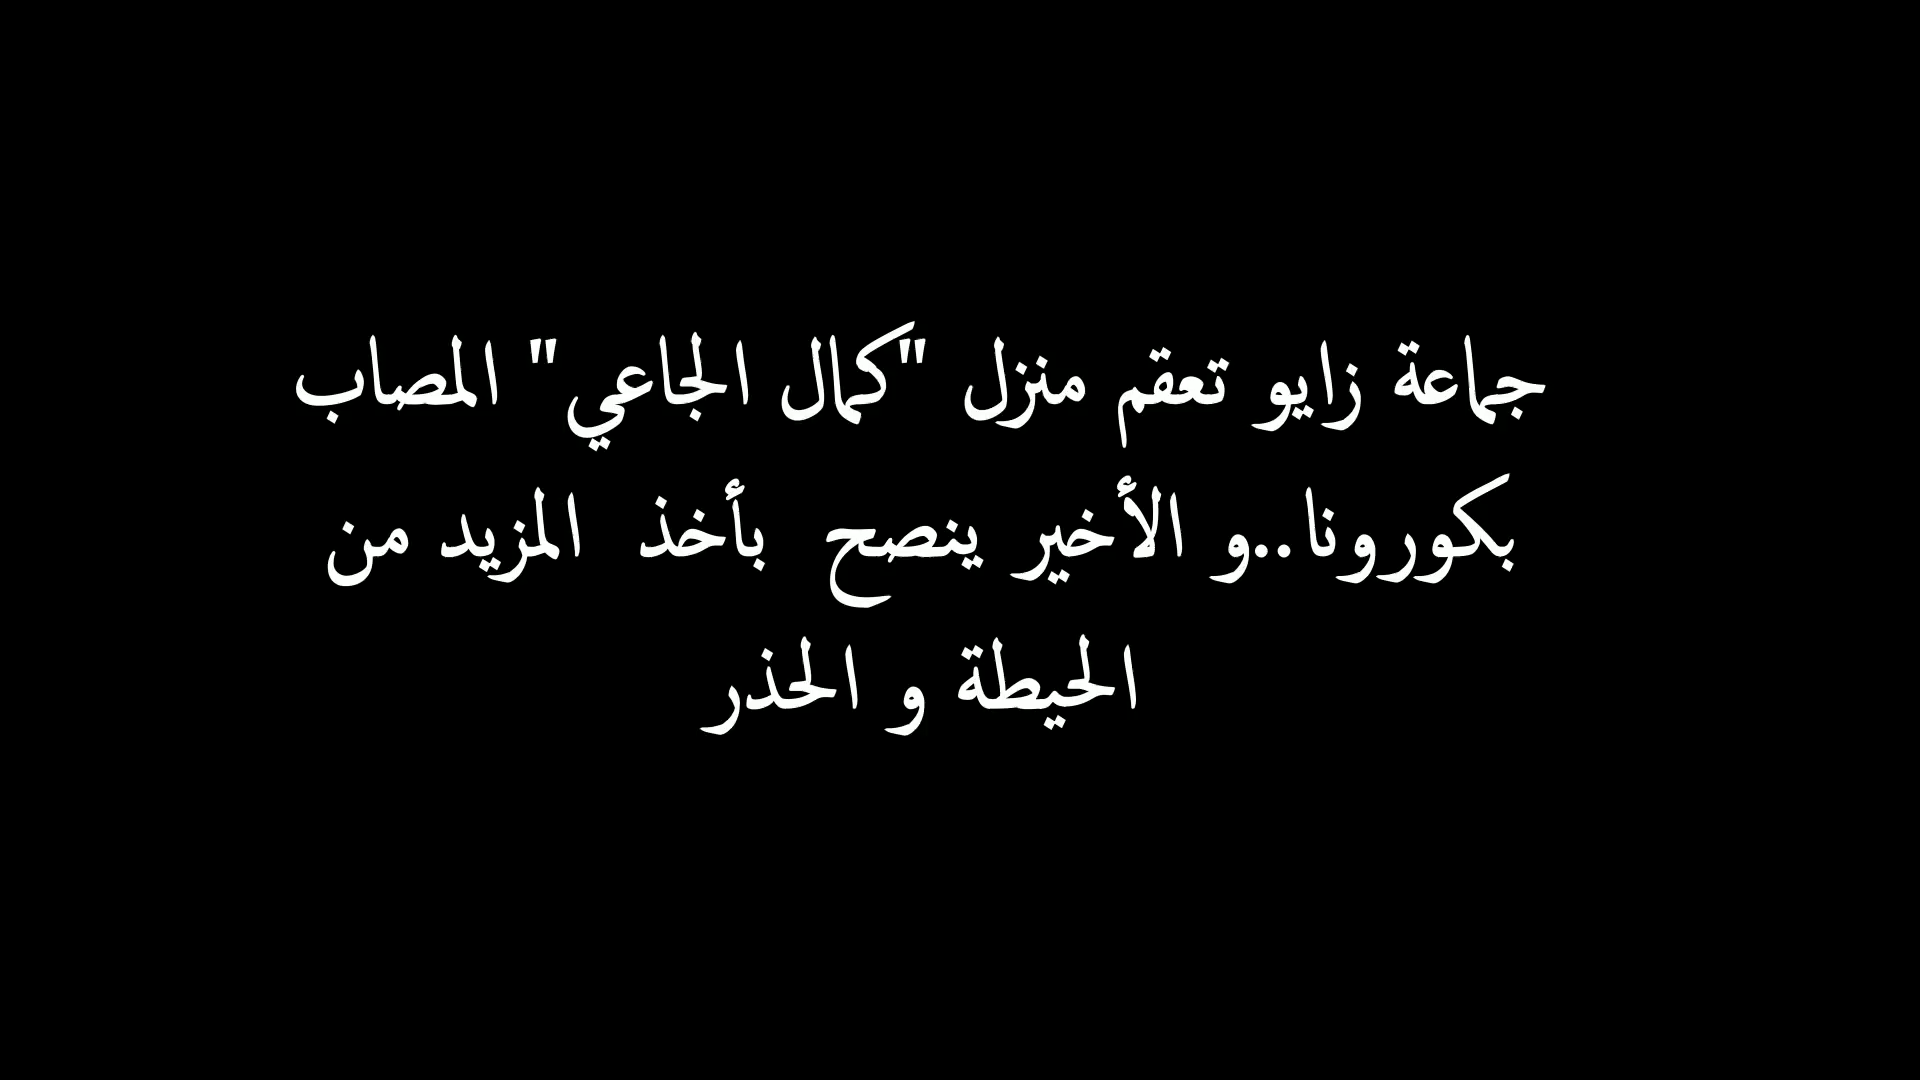 جماعة زايو تعقم منزل "كمال الجاعي" المصاب
بكورونا..و الأخير ينصح بأخذ المزيد من
الحيطة و الحذر